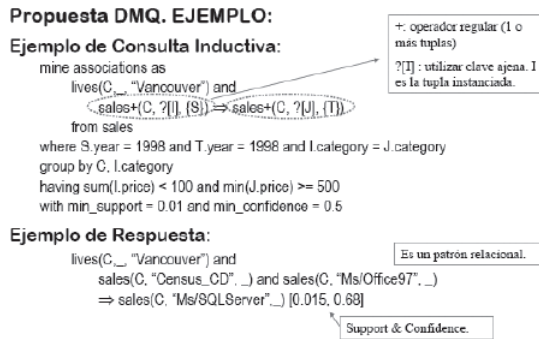 Propuesta DMQ. EJEMPLO:
Ejemplo de Consulta Inductiva:
mine associations as
lives(C,_, “Vancouver”) and
sales+(C, ?[I], {S}) ⇒ sales+(C, ?[J], {T})
from sales
where S.year = 1998 and T.year = 1998 and I.category = J.category
group by C, I.category
having sum(I.price) < 100 and min(J.price) >= 500
with min_support = 0.01 and min_confidence = 0.5
+: operador regular (1 o
más tuplas)
?[I] : utilizar clave ajena. I
es la tupla instanciada.
Ejemplo de Respuesta:
lives(C,_, “Vancouver”) and
sales(C, “Census_CD”, _) and sales(C, “Ms/Office97”, _)
⇒ sales(C, “Ms/SQLServer”,_) [0.015, 0.68]
Es un patrón relacional.
Support & Confidence.